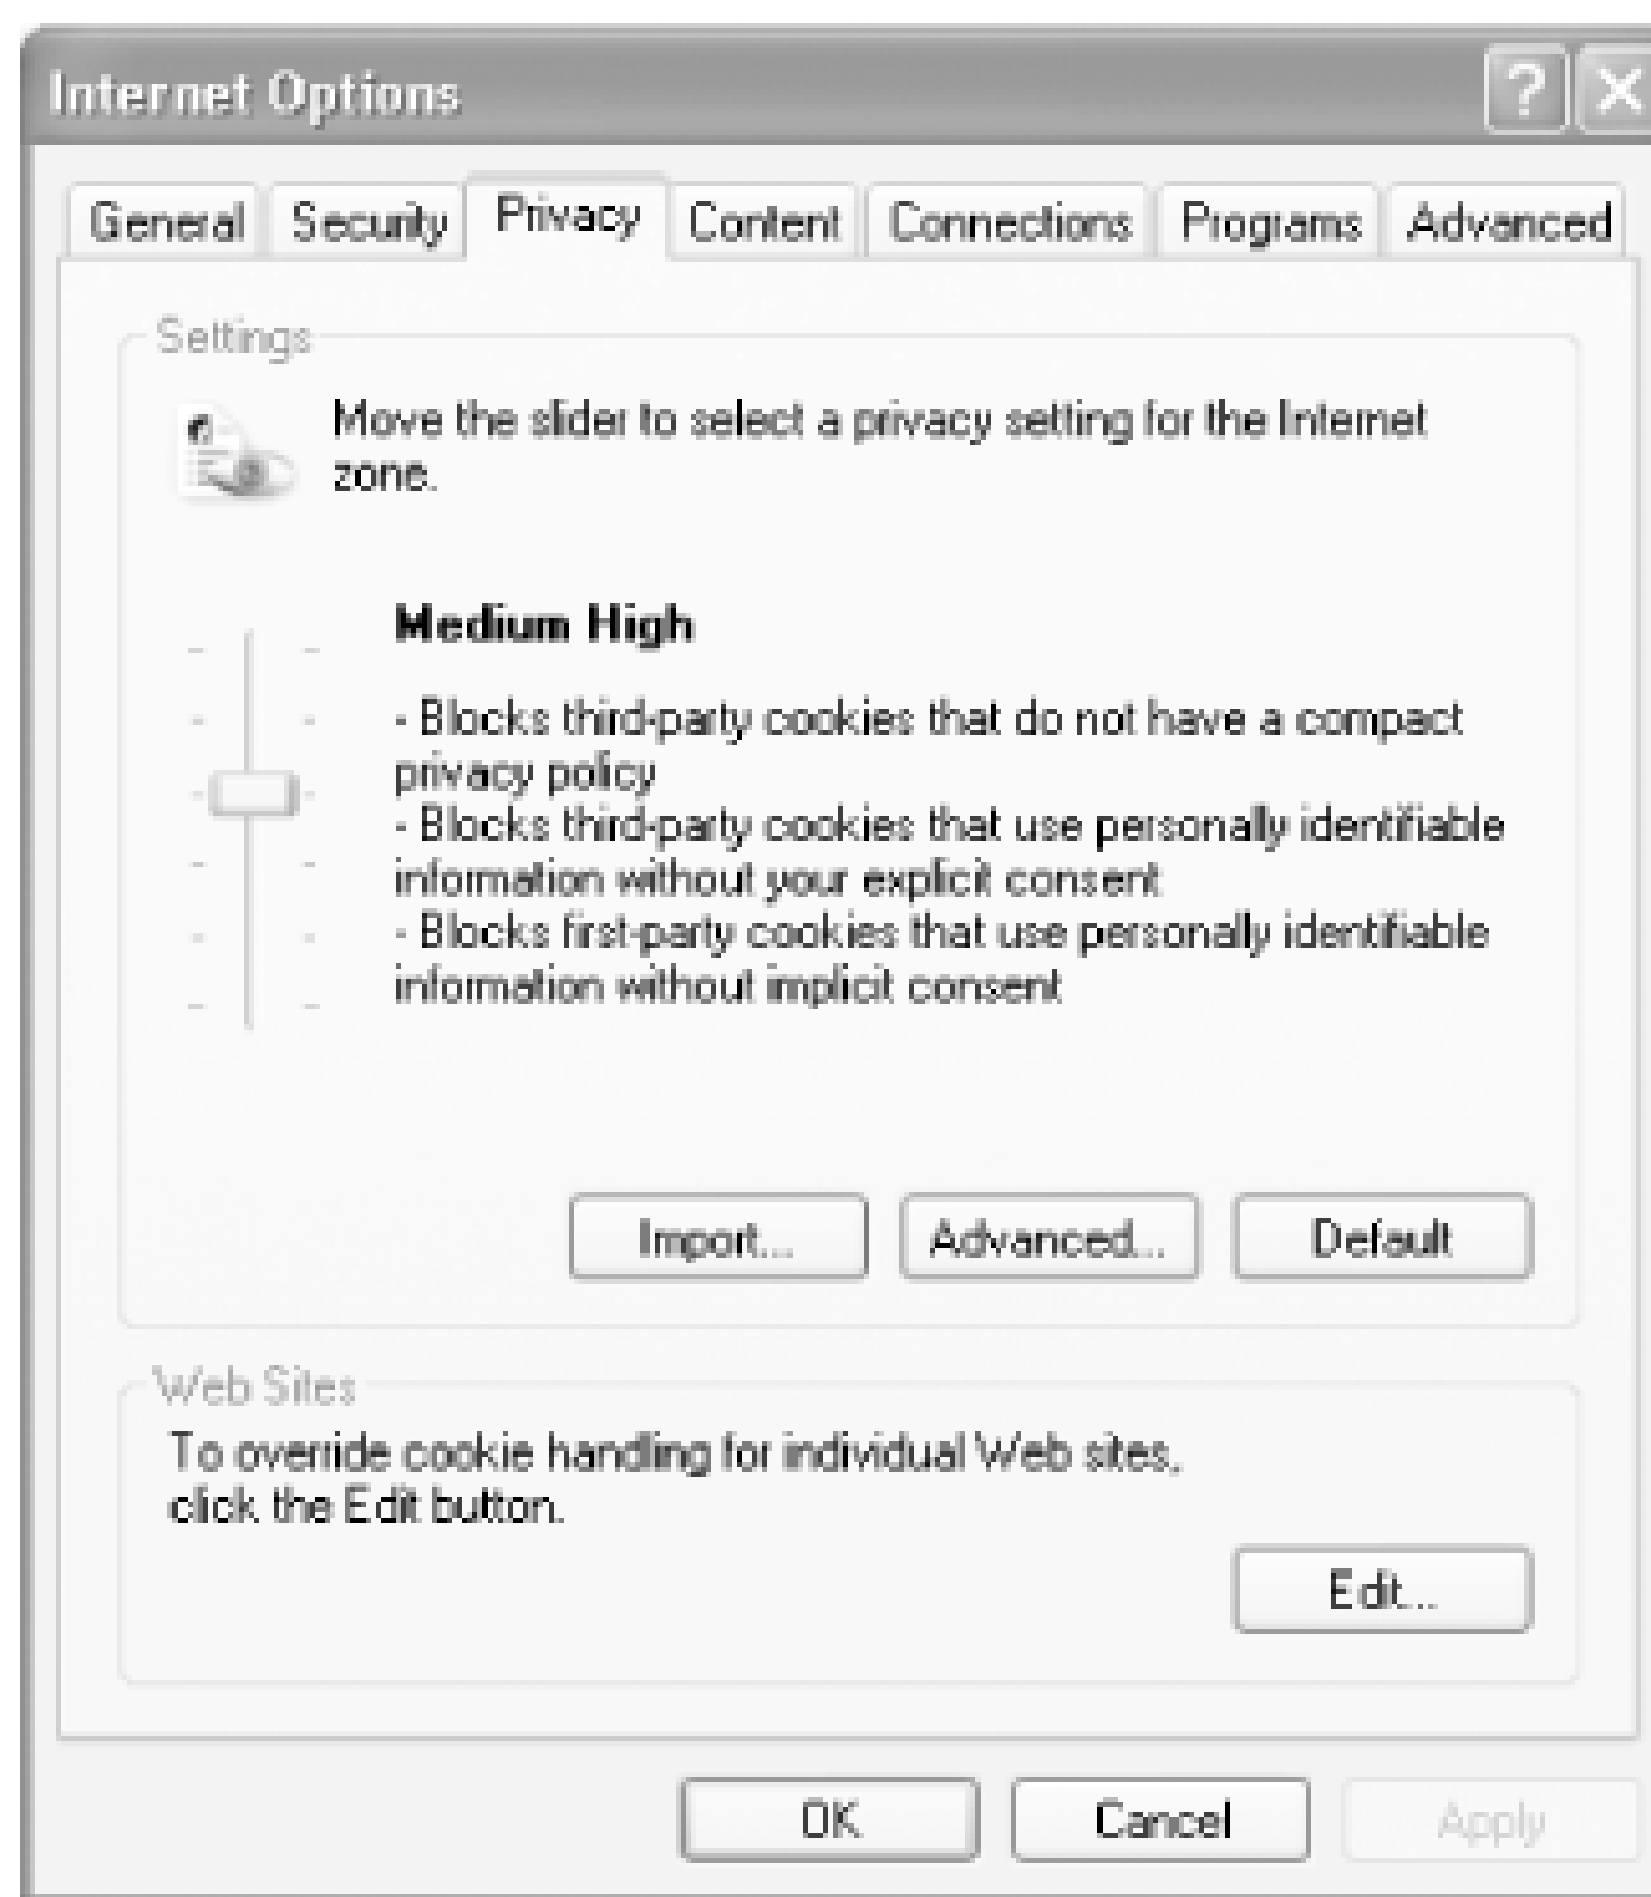 Internet Options
General Security Privacy Content Connections Programs Advanced
Settings
Move the slider to select a privacy setting for the Internet
zone.
Medium High
- Blocks third-party cookies that do not have a compact
privacy policy
- Blocks third-party cookies that use personally identifiable
information without your explicit consent
- Blocks first-party cookies that use personally identifiable
information without implicit consent
Import... Advanced... Default
Web Sites
To override cookie handling for individual Web sites,
click the Edit button.
Edit...
OK Cancel Apply